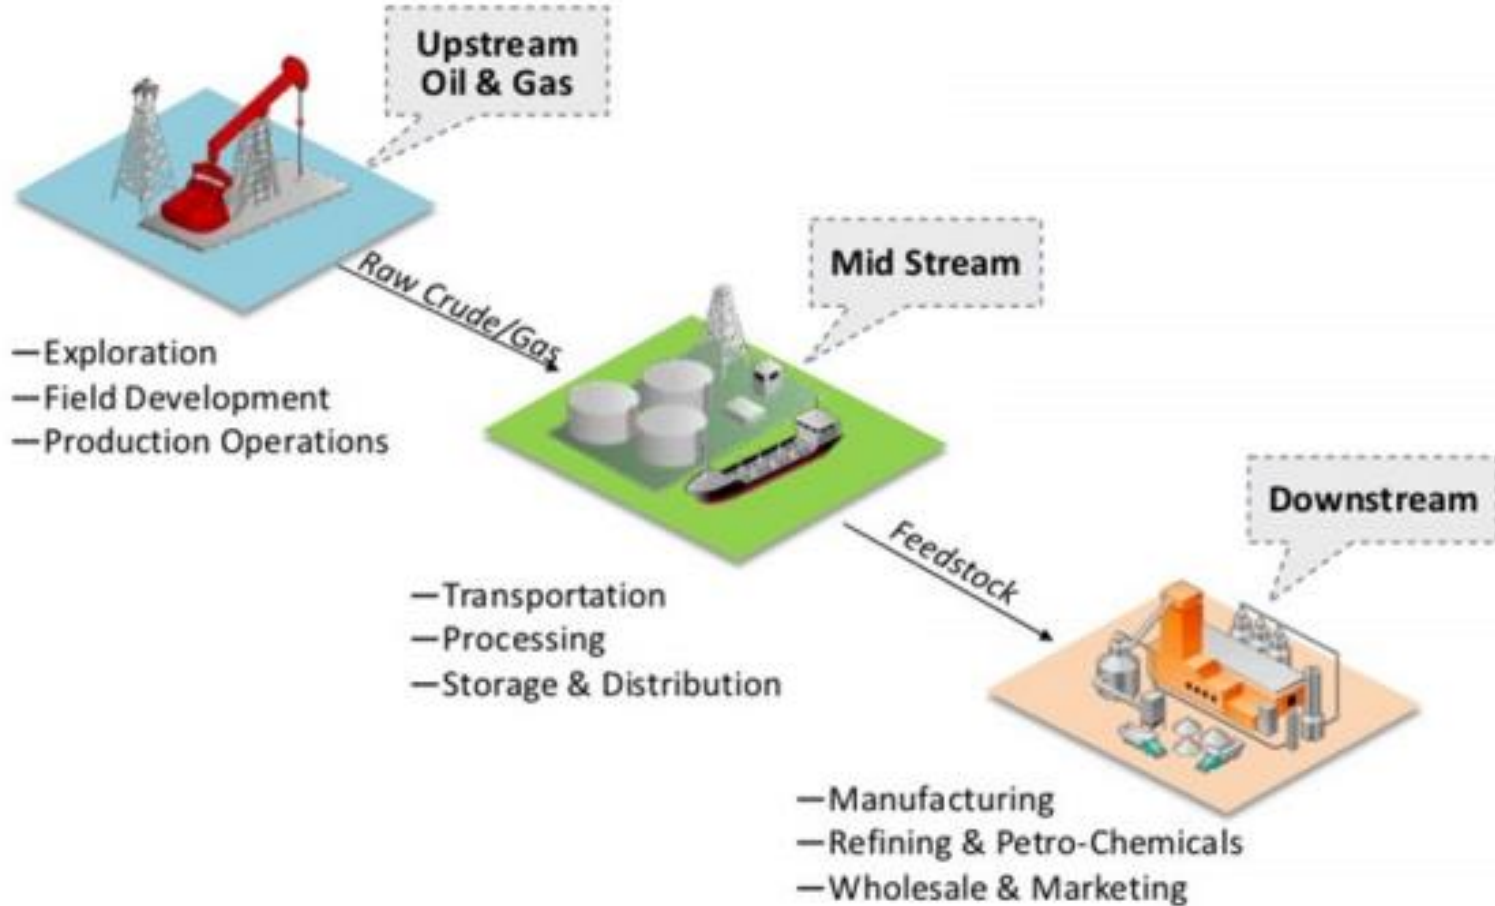 Upstream
Oil & Gas
Raw Crude/Gas
—Exploration
—Field Development
—Production Operations
Mid Stream
Feedstock
—Transportation
—Processing
—Storage & Distribution
Downstream
—Manufacturing
—Refining & Petro-Chemicals
—Wholesale & Marketing